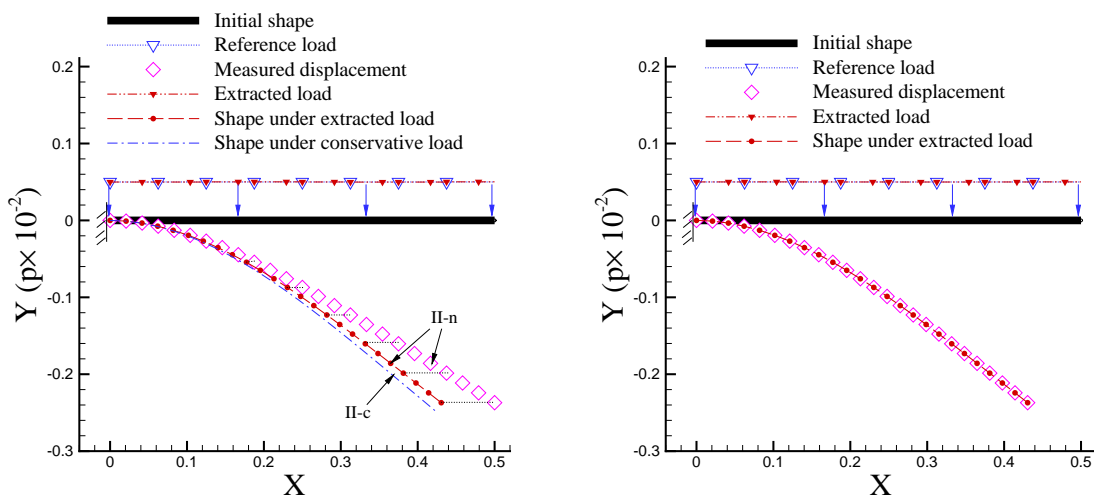 Initial shape
Reference load
Measured displacement
Extracted load
Shape under extracted load
Shape under conservative load
Y (p× 10-2)
0.2
0.1
0
-0.1
-0.2
-0.3
II-n
II-c
0
0.1
0.2
0.3
0.4
0.5
X
Initial shape
Reference load
Measured displacement
Extracted load
Shape under extracted load
Y (p× 10-2)
0.2
0.1
0
-0.1
-0.2
-0.3
0
0.1
0.2
0.3
0.4
0.5
X